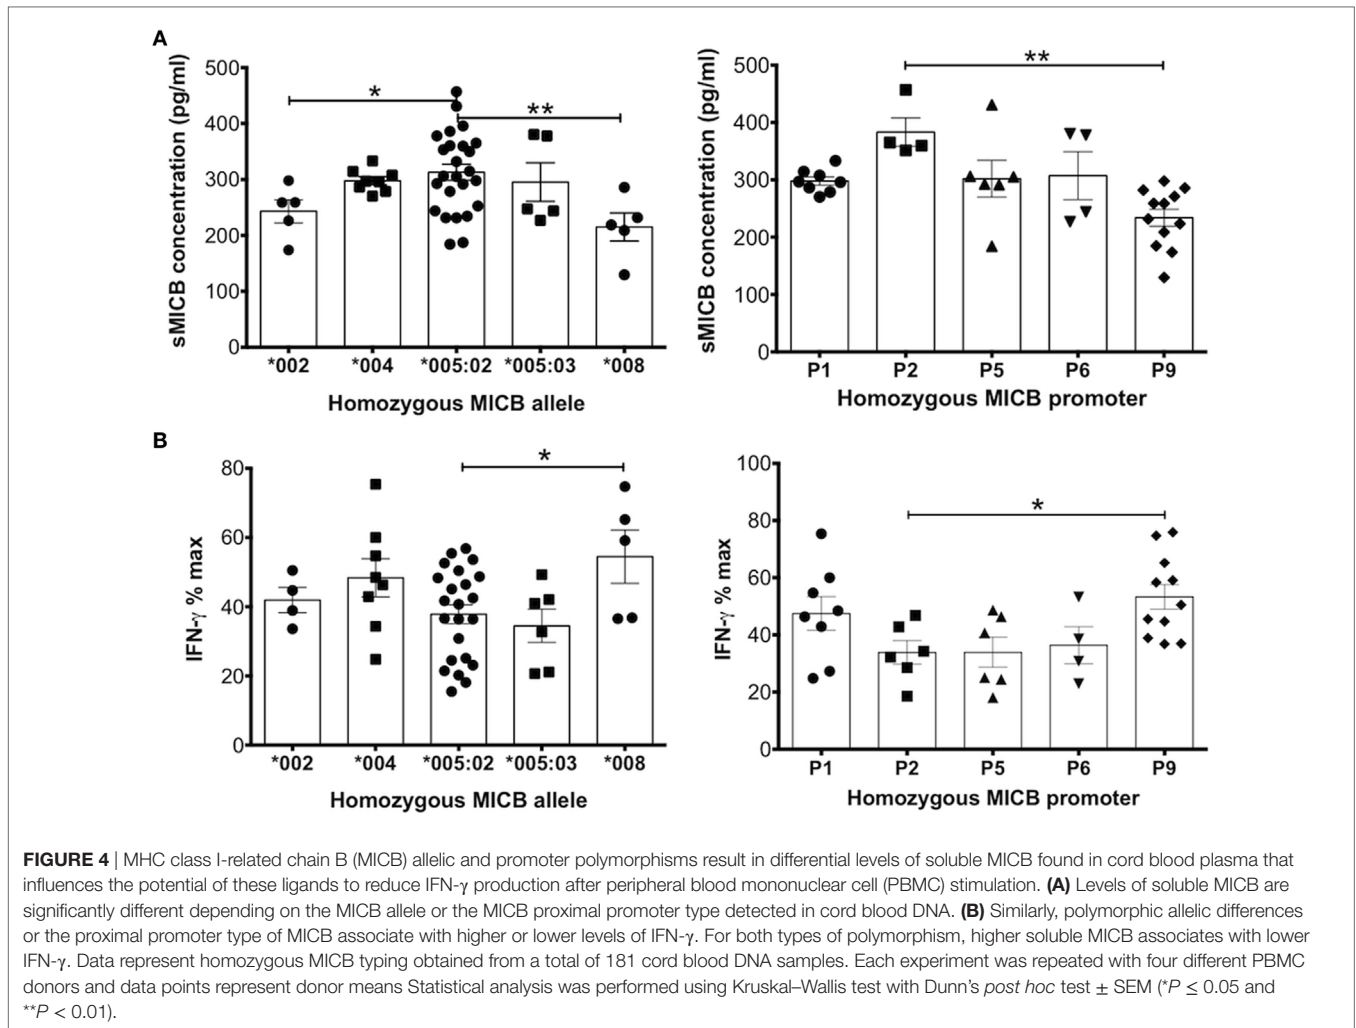 A
sMICB concentration (pg/ml)
500
400
300
200
100
0
*
**
*002 *004 *005:02 *005:03 *008
Homozygous MICB allele
sMICB concentration (pg/ml)
500
400
300
200
100
0
**
P1 P2 P5 P6 P9
Homozygous MICB promoter
B
IFN-γ % max
80
60
40
20
0
*
*002 *004 *005:02 *005:03 *008
Homozygous MICB allele
IFN-γ % max
100
80
60
40
20
0
*
P1 P2 P5 P6 P9
Homozygous MICB promoter
FIGURE 4 | MHC class I-related chain B (MICB) allelic and promoter polymorphisms result in differential levels of soluble MICB found in cord blood plasma that
influences the potential of these ligands to reduce IFN-γ production after peripheral blood mononuclear cell (PBMC) stimulation. (A) Levels of soluble MICB are
significantly different depending on the MICB allele or the MICB proximal promoter type detected in cord blood DNA. (B) Similarly, polymorphic allelic differences
or the proximal promoter type of MICB associate with higher or lower levels of IFN-γ. For both types of polymorphism, higher soluble MICB associates with lower
IFN-γ. Data represent homozygous MICB typing obtained from a total of 181 cord blood DNA samples. Each experiment was repeated with four different PBMC
donors and data points represent donor means Statistical analysis was performed using Kruskal–Wallis test with Dunn's post hoc test ± SEM (*P ≤ 0.05 and
**P < 0.01).